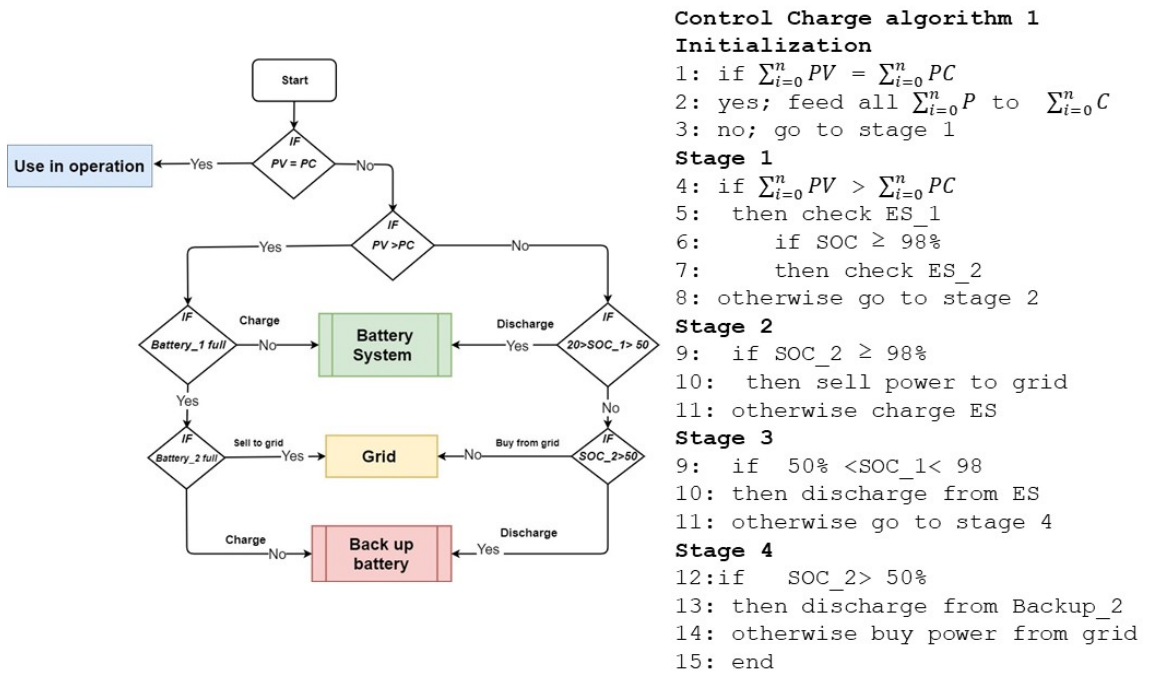 Start
IF
PV = PC
Yes
No
Use in operation
IF
PV >PC
Yes
No
IF
Battery_1 full
Charge
No
Battery
System
Discharge
Yes
IF
20>SOC_1> 50
Yes
No
IF
Battery_2 full
Sell to grid
Yes
Grid
Buy from grid
No
IF
SOC_2>50
Charge
No
Back up
battery
Discharge
Yes
Control Charge algorithm 1
Initialization
1: if ∑ⁿᵢ₌₀ PV = ∑ⁿᵢ₌₀ PC
2: yes; feed all ∑ⁿᵢ₌₀ P to ∑ⁿᵢ₌₀ C
3: no; go to stage 1
Stage 1
4: if ∑ⁿᵢ₌₀ PV > ∑ⁿᵢ₌₀ PC
5: then check ES_1
6: if SOC ≥ 98%
7: then check ES_2
8: otherwise go to stage 2
Stage 2
9: if SOC_2 ≥ 98%
10: then sell power to grid
11: otherwise charge ES
Stage 3
9: if 50% <SOC_1< 98
10: then discharge from ES
11: otherwise go to stage 4
Stage 4
12:if SOC_2> 50%
13: then discharge from Backup_2
14: otherwise buy power from grid
15: end